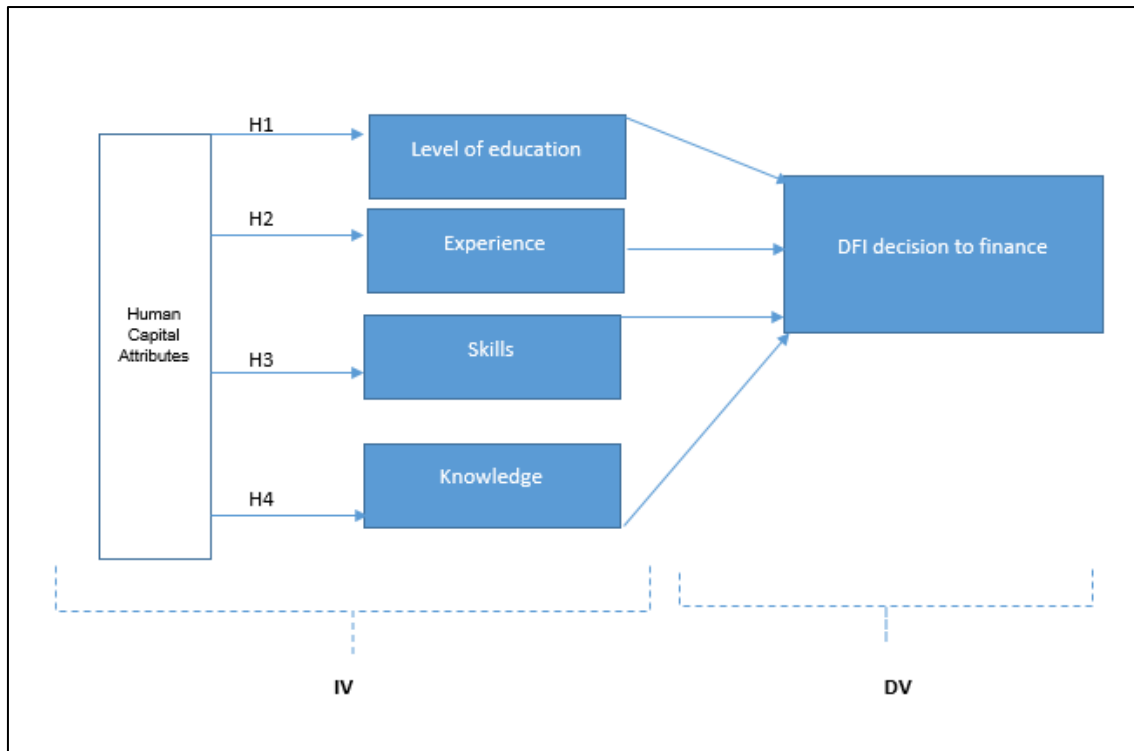 H1
Level of education
H2
Experience
DFI decision to finance
Human
Capital
Attributes
H3
Skills
H4
Knowledge
IV
DV